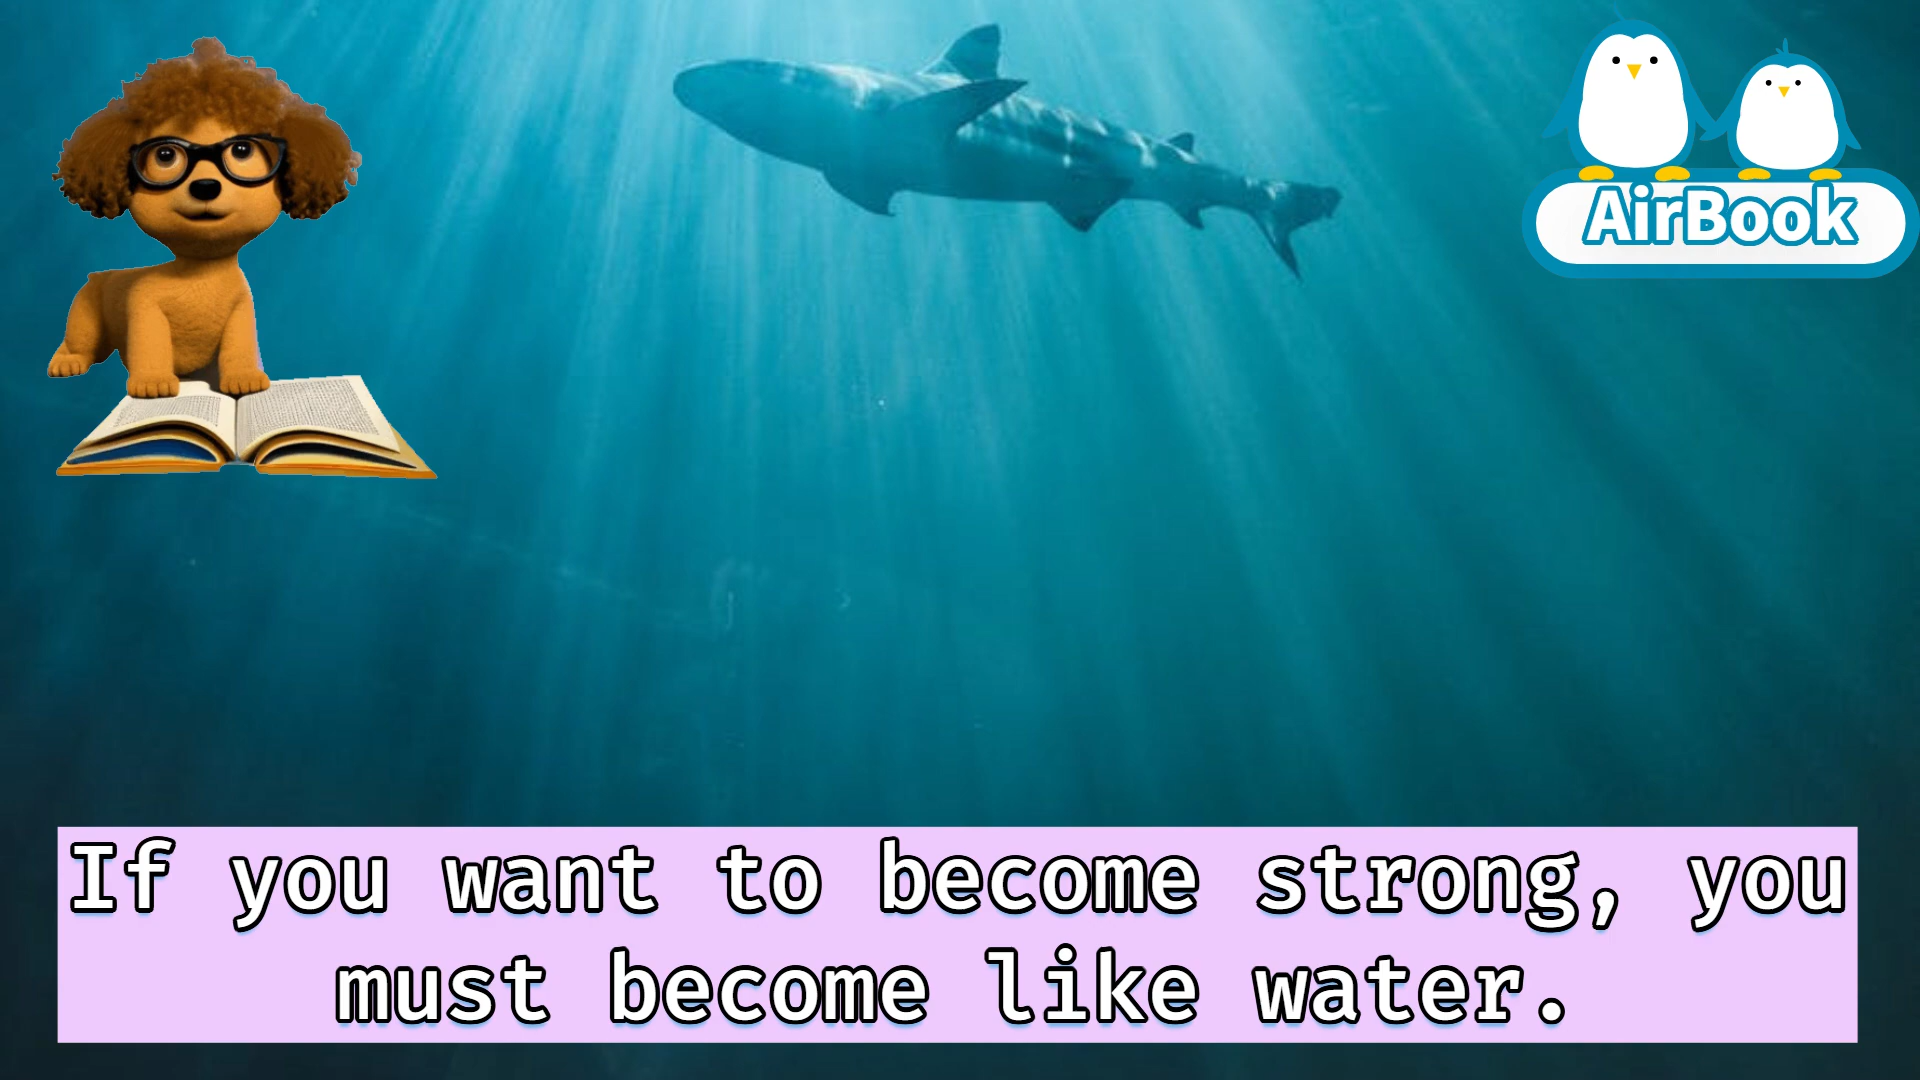 AirBook
If you want to become strong, you
must become like water.